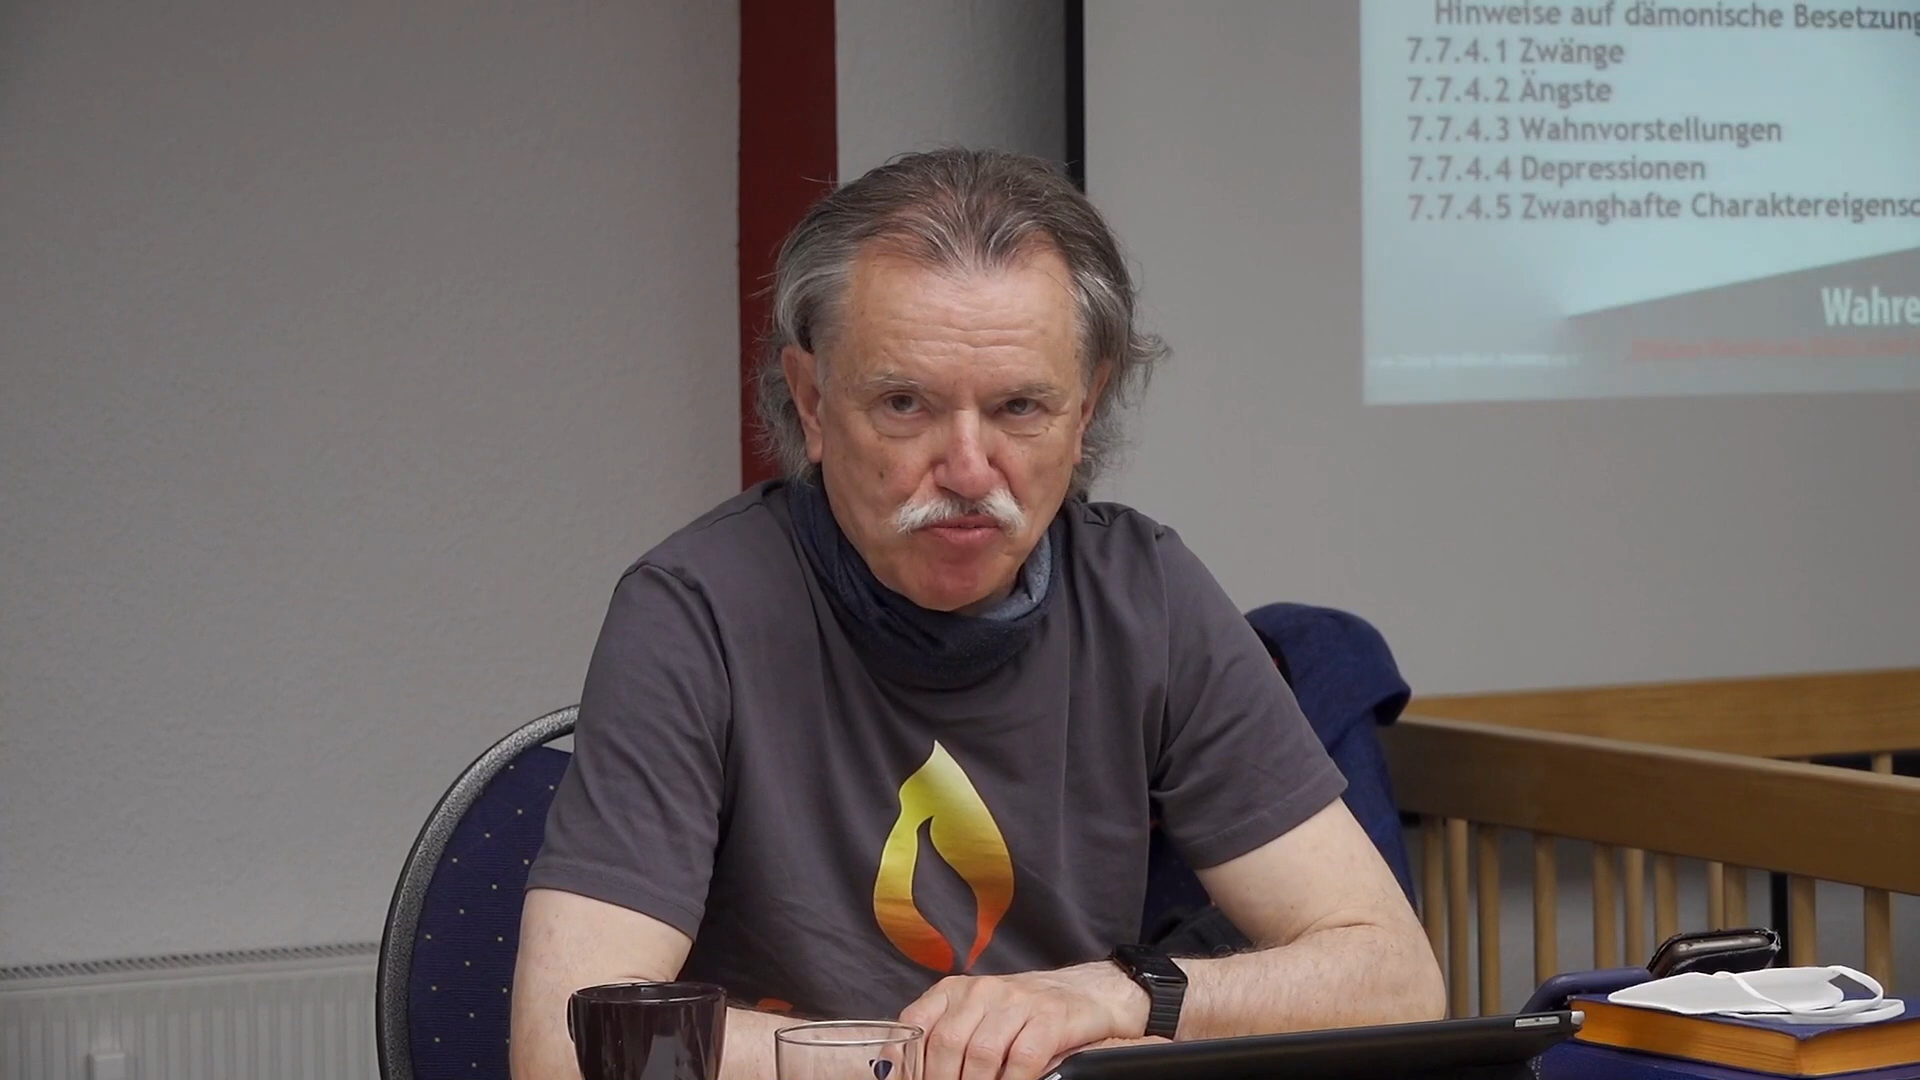 Hinweise auf dämonische Besetzung
7.7.4.1 Zwänge
7.7.4.2 Ängste
7.7.4.3 Wahnvorstellungen
7.7.4.4 Depressionen
7.7.4.5 Zwanghafte Charaktereigensc
Wahre